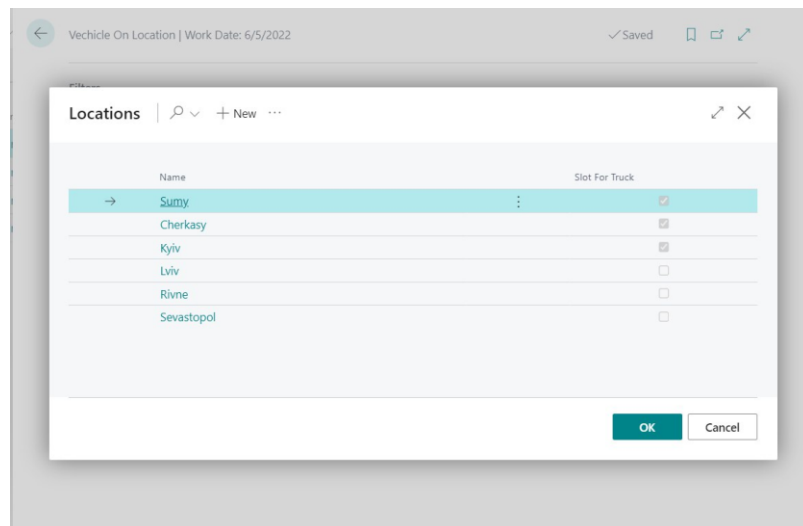 Vechicle On Location | Work Date: 6/5/2022
Saved
Locations
New
Name
Slot For Truck
Sumy
Cherkasy
Kyiv
Lviv
Rivne
Sevastopol
OK
Cancel